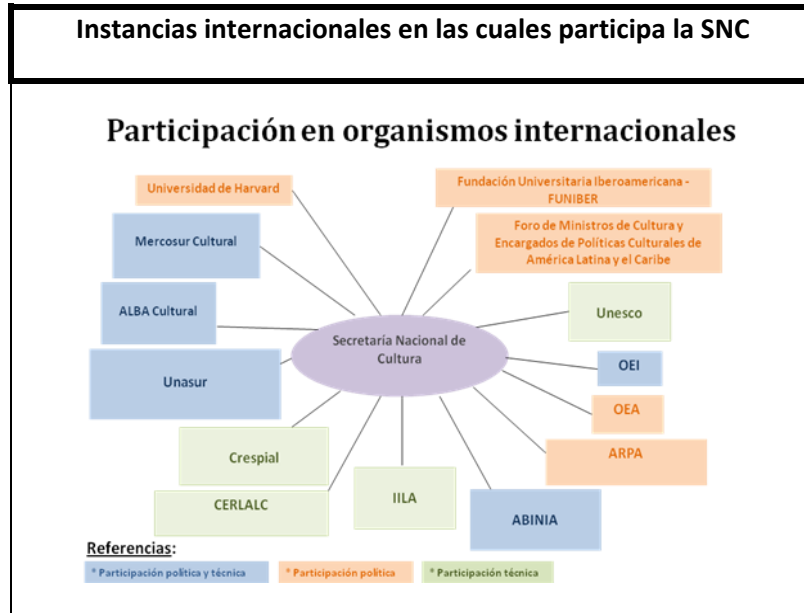 Instancias internacionales en las cuales participa la SNC
Participación en organismos internacionales
Universidad de Harvard
Fundación Universitaria Iberoamericana -
FUNIBER
Mercosur Cultural
Foro de Ministros de Cultura y
Encargados de Políticas Culturales de
América Latina y el Caribe
ALBA Cultural
Unesco
Secretaría Nacional de
Cultura
Unasur
OEI
OEA
Crespial
ARPA
CERLALC
IILA
ABINIA
Referencias:
* Participación política y técnica
* Participación política
* Participación técnica